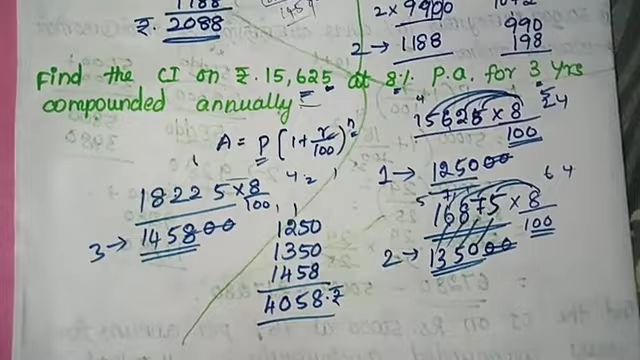 1188
₹. 2088
2 x 9900
2 → 1188
990
198
Find the CI on ₹. 15,625 at 8% P.a. for 3 Yrs
compounded annually
A = P(1 + r/100)^n
15625 x 8
100
1 → 125000
16875 x 8
100
2 → 135000
18225 x 8
100
3 → 145800
1250
1350
1458
4058.₹